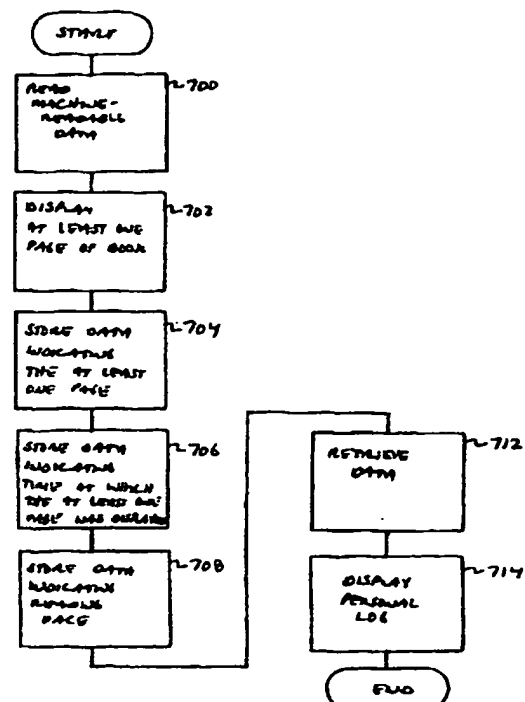 START
READ
MACHINE-
READABLE
DATA
700
DISPLAY
AT LEAST ONE
PAGE OF BOOK
702
STORE DATA
INDICATING
THE AT LEAST
ONE PAGE
704
STORE DATA
INDICATING
TIME AT WHICH
THE AT LEAST ONE
PAGE WAS DISPLAYED
706
STORE DATA
INDICATING
READING
PACE
708
RETRIEVE
DATA
712
DISPLAY
PERSONAL
LOG
714
END